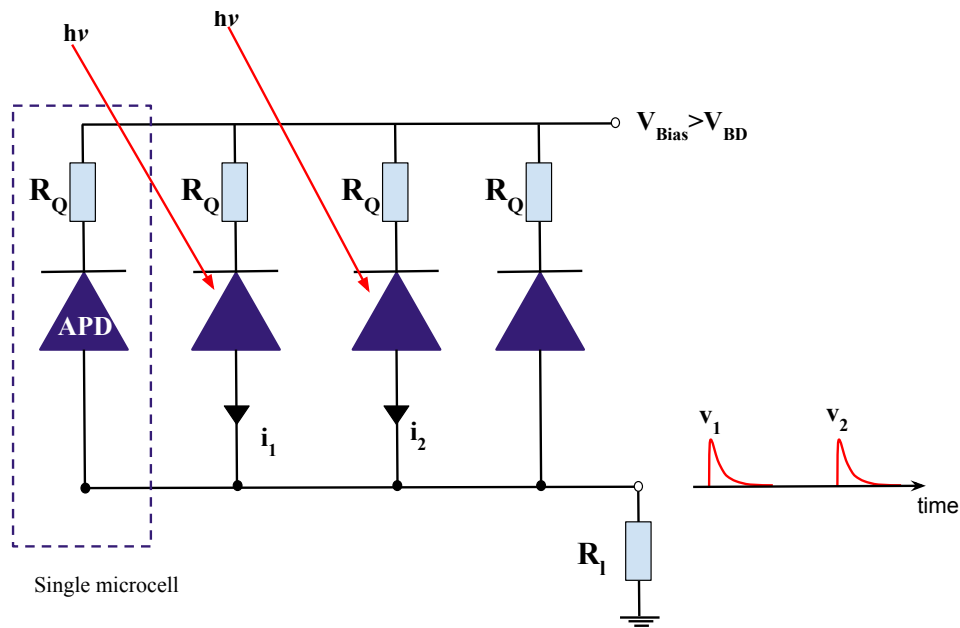 hν
hν
V_Bias>V_BD
R_Q
R_Q
R_Q
R_Q
APD
i_1
i_2
v_1
v_2
time
R_l
Single microcell